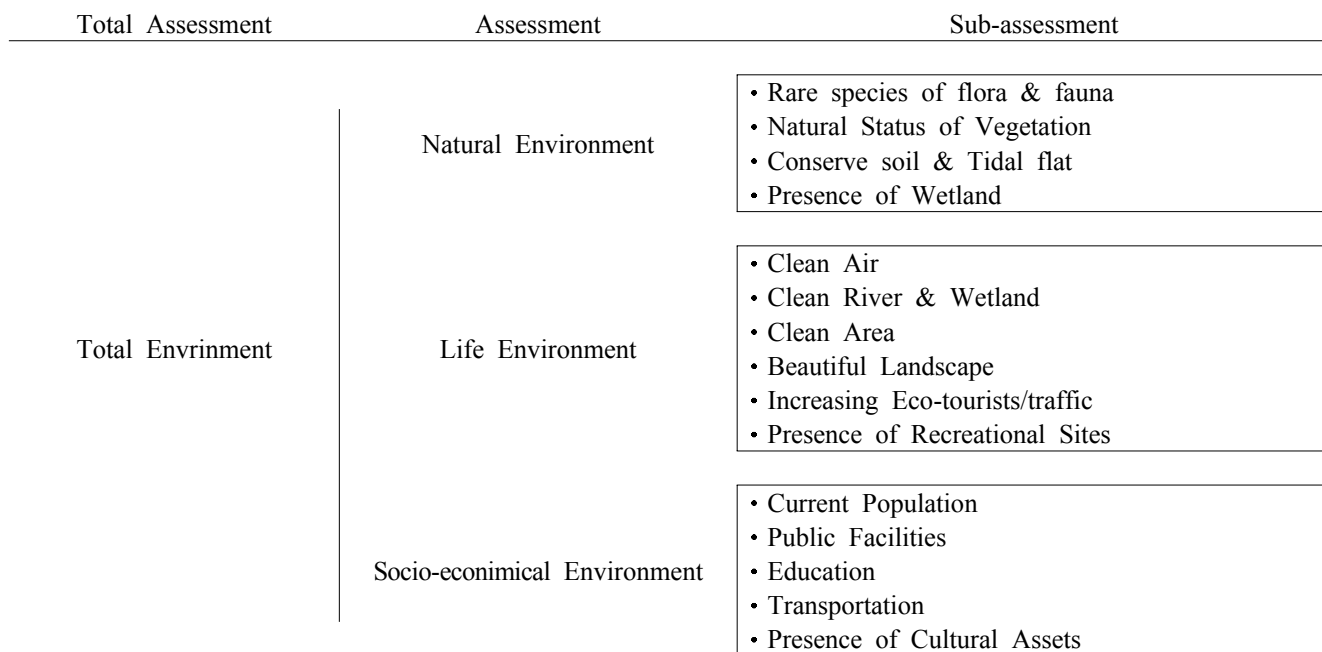 Total Assessment Assessment Sub-assessment
・Rare species of flora & fauna
Natural Environment ・Natural Status of Vegetation
・Conserve soil & Tidal flat
・Presence of Wetland
・Clean Air
・Clean River & Wetland
Total Envrinment Life Environment ・Clean Area
・Beautiful Landscape
・Increasing Eco-tourists/traffic
・Presence of Recreational Sites
・Current Population
・Public Facilities
Socio-econimical Environment ・Education
・Transportation
・Presence of Cultural Assets